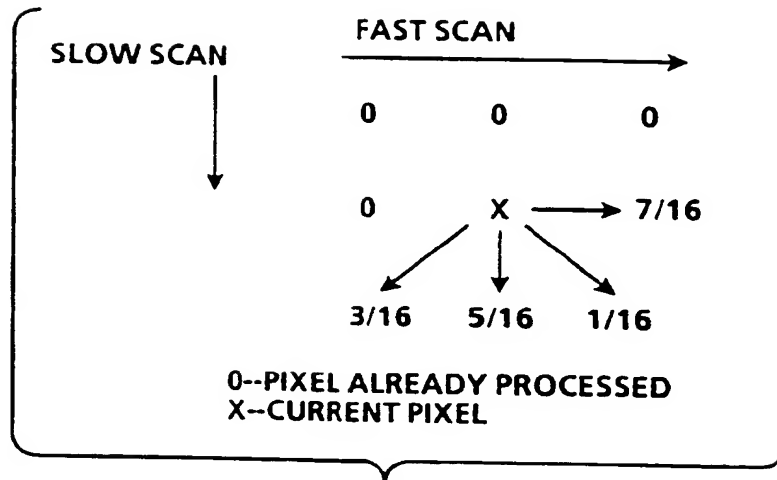 FAST SCAN
SLOW SCAN
0 0 0
0 X 7/16
3/16 5/16 1/16
0--PIXEL ALREADY PROCESSED
X--CURRENT PIXEL